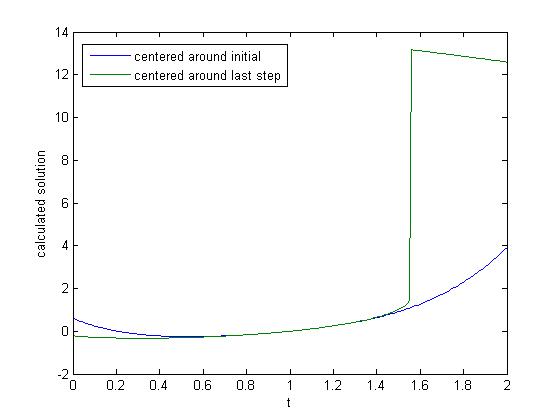 14
centered around initial
centered around last step
12
10
8
6
4
2
0
-2
calculated solution
0 0.2 0.4 0.6 0.8 1 1.2 1.4 1.6 1.8 2
t